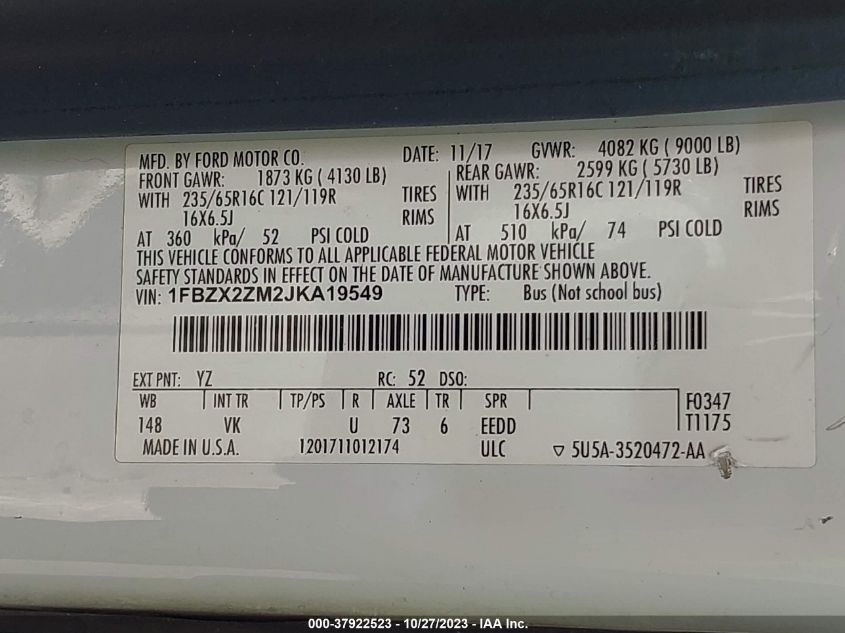 MFD. BY FORD MOTOR CO. DATE: 11/17 GVWR: 4082 KG ( 9000 LB)
FRONT GAWR: 1873 KG ( 4130 LB) REAR GAWR: 2599 KG ( 5730 LB)
WITH 235/65R16C 121/119R TIRES WITH 235/65R16C 121/119R TIRES
16X6.5J RIMS 16X6.5J RIMS
AT 360 kPa/ 52 PSI COLD AT 510 kPa/ 74 PSI COLD
THIS VEHICLE CONFORMS TO ALL APPLICABLE FEDERAL MOTOR VEHICLE
SAFETY STANDARDS IN EFFECT ON THE DATE OF MANUFACTURE SHOWN ABOVE.
VIN: 1FBZX2ZM2JKA19549 TYPE: Bus (Not school bus)
EXT PNT: YZ RC: 52 DSO:
WB INT TR TP/PS R AXLE TR SPR F0347
148 VK U 73 6 EEDD T1175
MADE IN U.S.A. 1201711012174 ULC ▽ 5U5A-3520472-AA
000-37922523 - 10/27/2023 - IAA Inc.